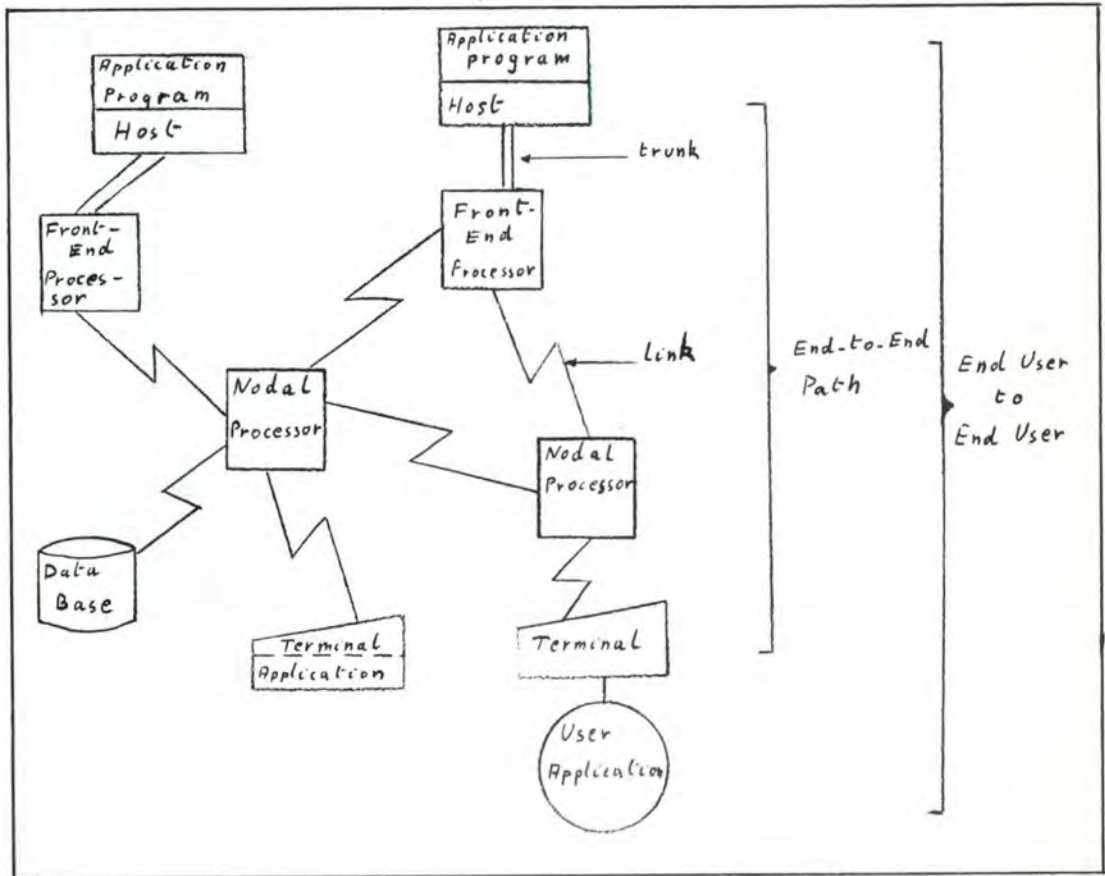 Application
Program
Host
Application
program
Host
trunk
Front-
End
Proces-
sor
Front-
End
Processor
link
End-to-End
Path
End User
to
End User
Nodal
Processor
Nodal
Processor
Data
Base
Terminal
Application
Terminal
User
Application